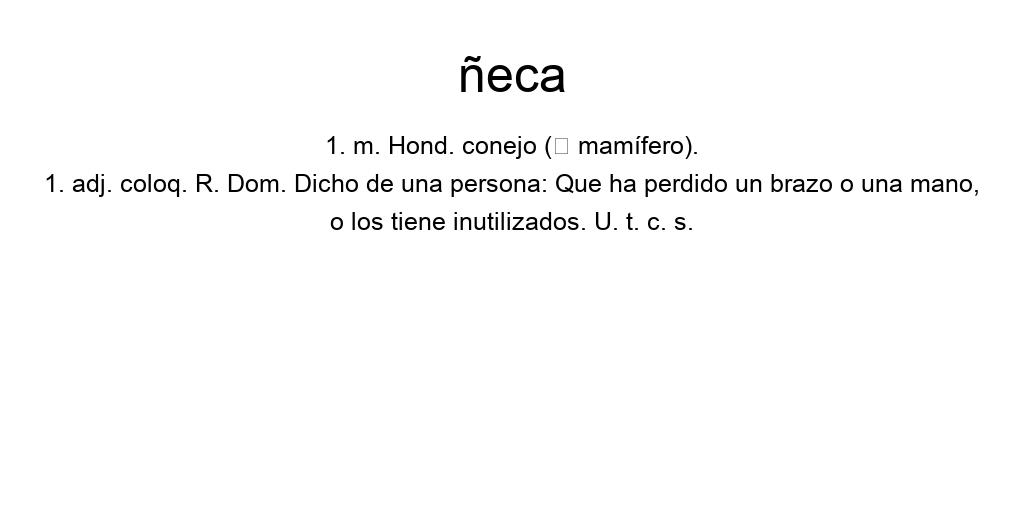 ñeca
1. m. Hond. conejo (□ mamífero).
1. adj. coloq. R. Dom. Dicho de una persona: Que ha perdido un brazo o una mano,
o los tiene inutilizados. U. t. c. s.